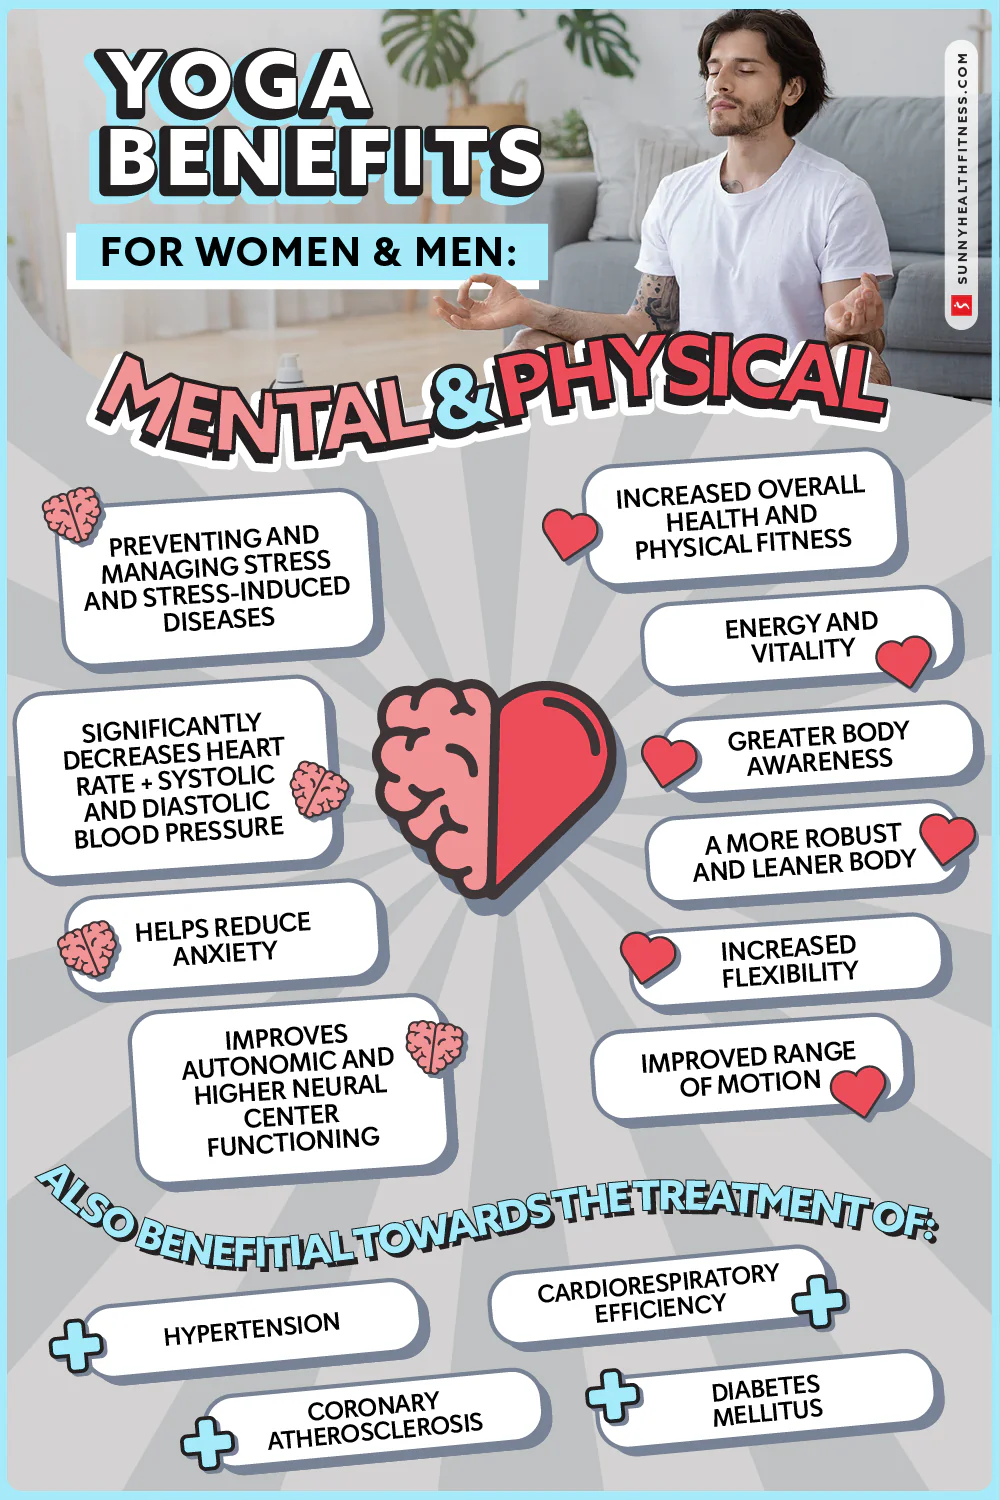 YOGA
BENEFITS
FOR WOMEN & MEN:
SUNNYHEALTHFITNESS.COM
MENTAL & PHYSICAL
PREVENTING AND
MANAGING STRESS
AND STRESS-INDUCED
DISEASES
SIGNIFICANTLY
DECREASES HEART
RATE + SYSTOLIC
AND DIASTOLIC
BLOOD PRESSURE
HELPS REDUCE
ANXIETY
IMPROVES
AUTONOMIC AND
HIGHER NEURAL
CENTER
FUNCTIONING
INCREASED OVERALL
HEALTH AND
PHYSICAL FITNESS
ENERGY AND
VITALITY
GREATER BODY
AWARENESS
A MORE ROBUST
AND LEANER BODY
INCREASED
FLEXIBILITY
IMPROVED RANGE
OF MOTION
ALSO BENEFITIAL TOWARDS THE TREATMENT OF:
HYPERTENSION
CARDIORESPIRATORY
EFFICIENCY
CORONARY
ATHEROSCLEROSIS
DIABETES
MELLITUS